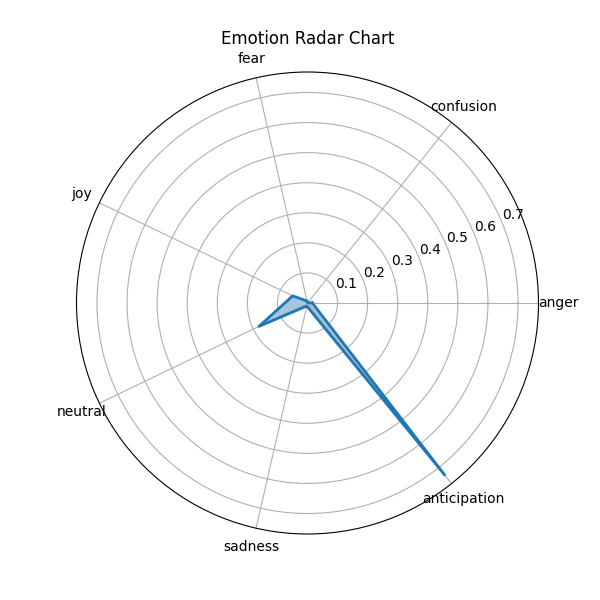 Emotion Radar Chart
fear
confusion
joy
0.7
0.6
0.5
0.4
0.3
0.2
0.1
anger
neutral
anticipation
sadness